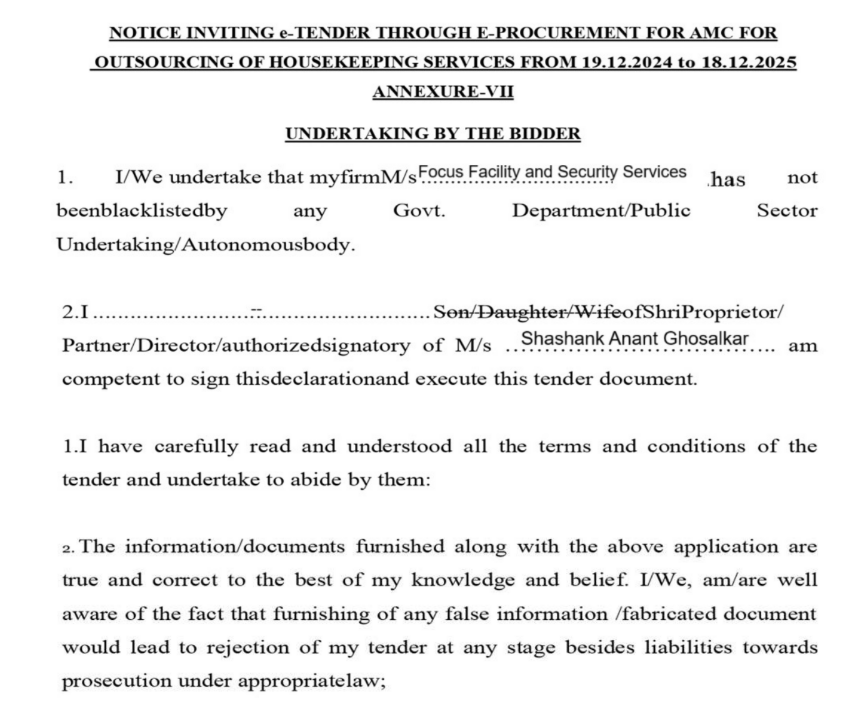 NOTICE INVITING e-TENDER THROUGH E-PROCUREMENT FOR AMC FOR
OUTSOURCING OF HOUSEKEEPING SERVICES FROM 19.12.2024 to 18.12.2025
ANNEXURE-VII
UNDERTAKING BY THE BIDDER
1. I/We undertake that myfirmM/s Focus Facility and Security Services .has not
beenblacklistedby any Govt. Department/Public Sector
Undertaking/Autonomousbody.
2.I .........................--........................... Son/Daughter/WifeofShriProprietor/
Partner/Director/authorizedsignatory of M/s ..Shashank Anant Ghosalkar.... am
competent to sign thisdeclarationand execute this tender document.
1.I have carefully read and understood all the terms and conditions of the
tender and undertake to abide by them:
2. The information/documents furnished along with the above application are
true and correct to the best of my knowledge and belief. I/We, am/are well
aware of the fact that furnishing of any false information /fabricated document
would lead to rejection of my tender at any stage besides liabilities towards
prosecution under appropriatelaw;